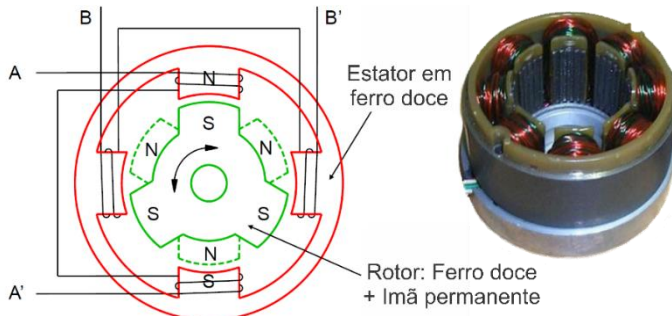 B
B'
A
N
Estator em
ferro doce
S
N
N
S
S
N
S
A'
Rotor: Ferro doce
+ Imã permanente